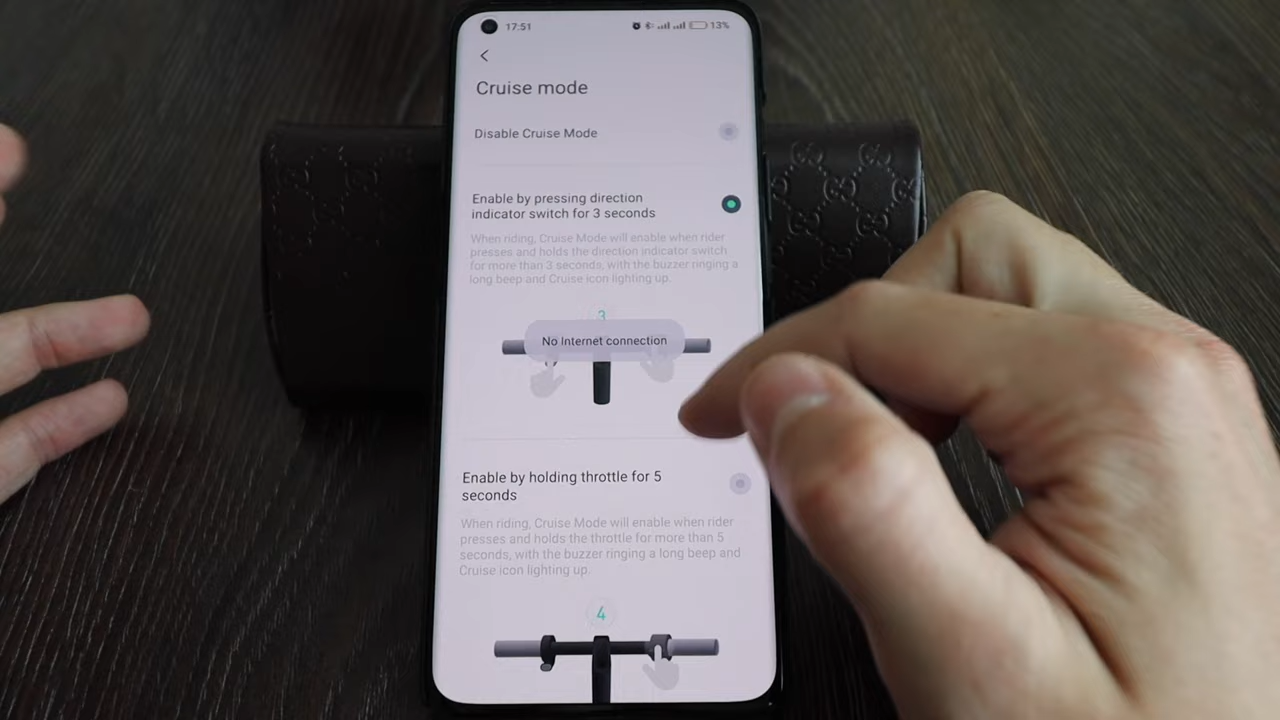 17:51
13%
Cruise mode
Disable Cruise Mode
Enable by pressing direction
indicator switch for 3 seconds
When riding, Cruise Mode will enable when rider
presses and holds the direction indicator switch
for more than 3 seconds, with the buzzer ringing a
long beep and Cruise icon lighting up.
3
No Internet connection
Enable by holding throttle for 5
seconds
When riding, Cruise Mode will enable when rider
presses and holds the throttle for more than 5
seconds, with the buzzer ringing a long beep and
Cruise icon lighting up.
4